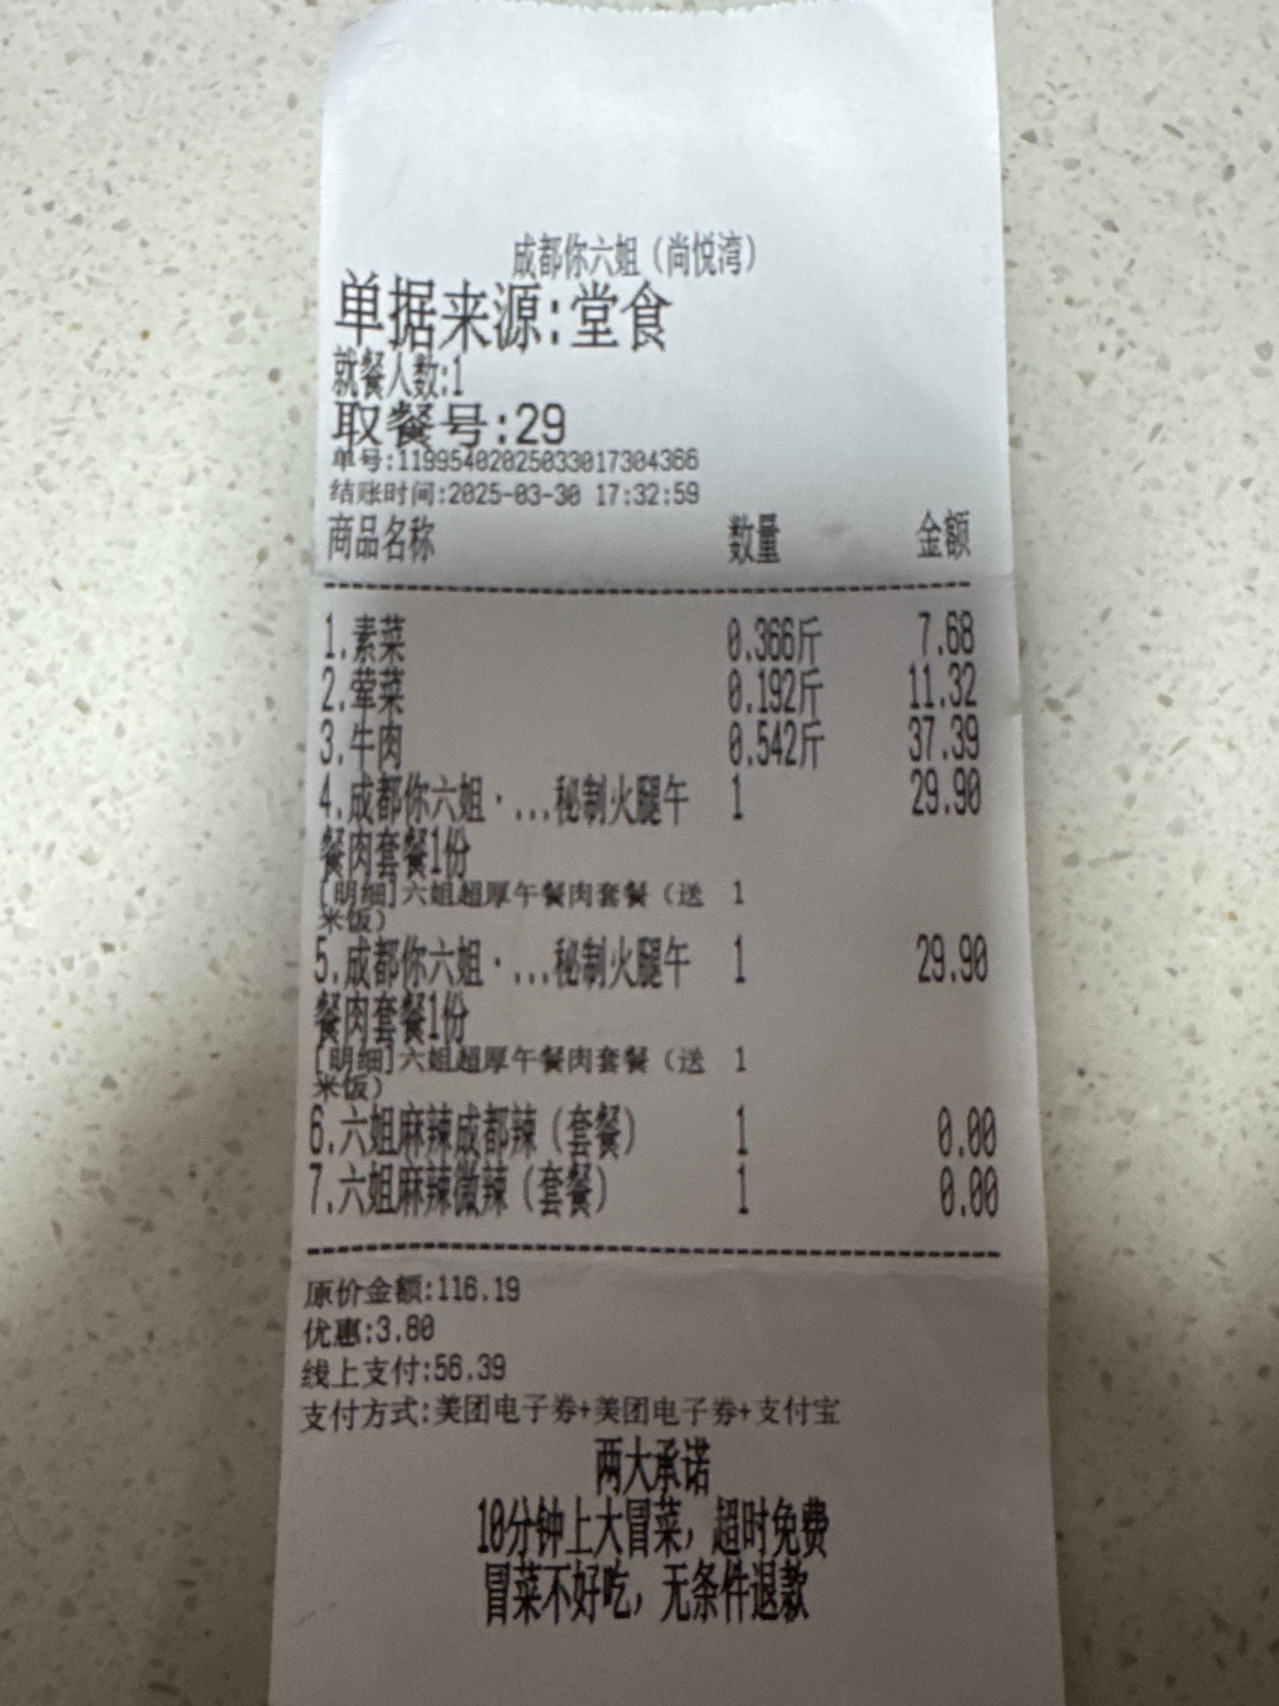 成都你六姐（尚悦湾）
单据来源:堂食
就餐人数:1
取餐号:29
单号:11995402025033017304366
结账时间:2025-03-30 17:32:59
商品名称 数量 金额
1.素菜 0.366斤 7.68
2.荤菜 0.192斤 11.32
3.牛肉 0.542斤 37.39
4.成都你六姐·...秘制火腿午 1 29.90
餐肉套餐1份
[明细]六姐超厚午餐肉套餐（送 1
米饭）
5.成都你六姐·...秘制火腿午 1 29.90
餐肉套餐1份
[明细]六姐超厚午餐肉套餐（送 1
米饭）
6.六姐麻辣成都辣（套餐） 1 0.00
7.六姐麻辣微辣（套餐） 1 0.00
原价金额:116.19
优惠:3.80
线上支付:56.39
支付方式:美团电子券+美团电子券+支付宝
两大承诺
10分钟上大冒菜，超时免费
冒菜不好吃，无条件退款